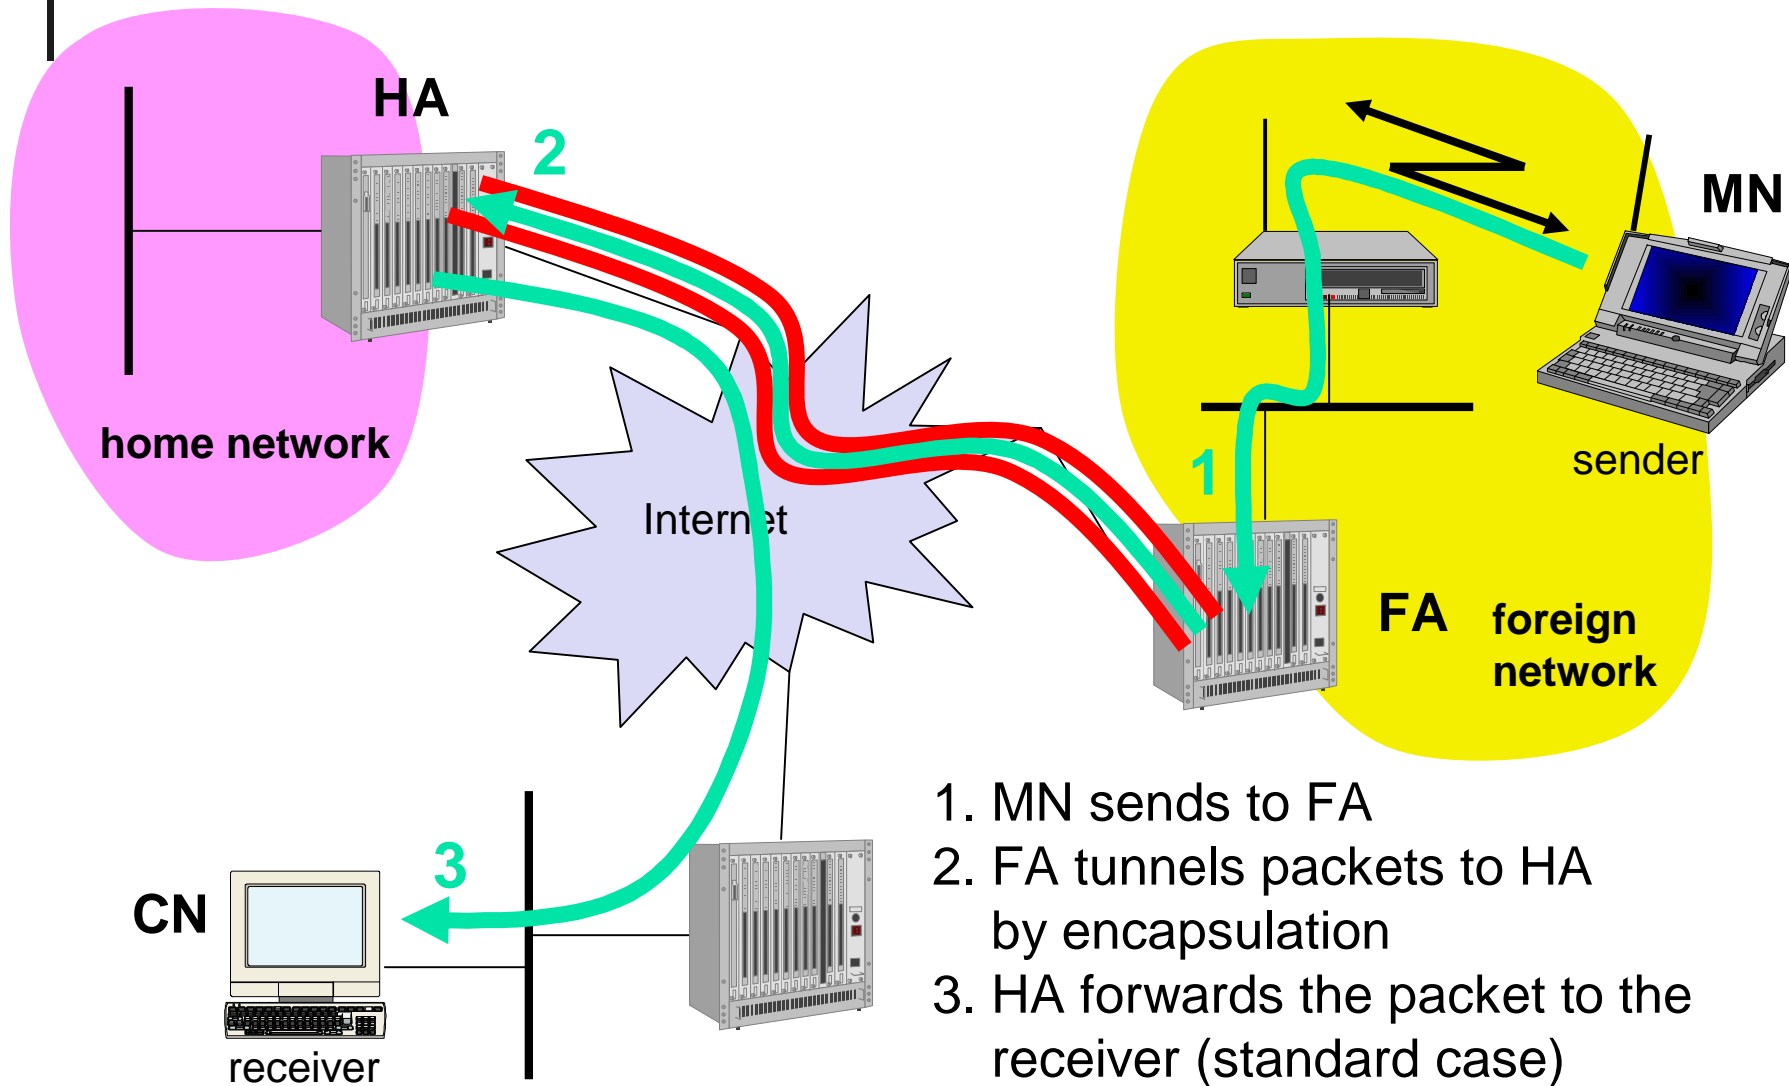 HA
2
MN
home network
1
sender
Internet
FA
foreign
network
3
CN
receiver
1. MN sends to FA
2. FA tunnels packets to HA
by encapsulation
3. HA forwards the packet to the
receiver (standard case)